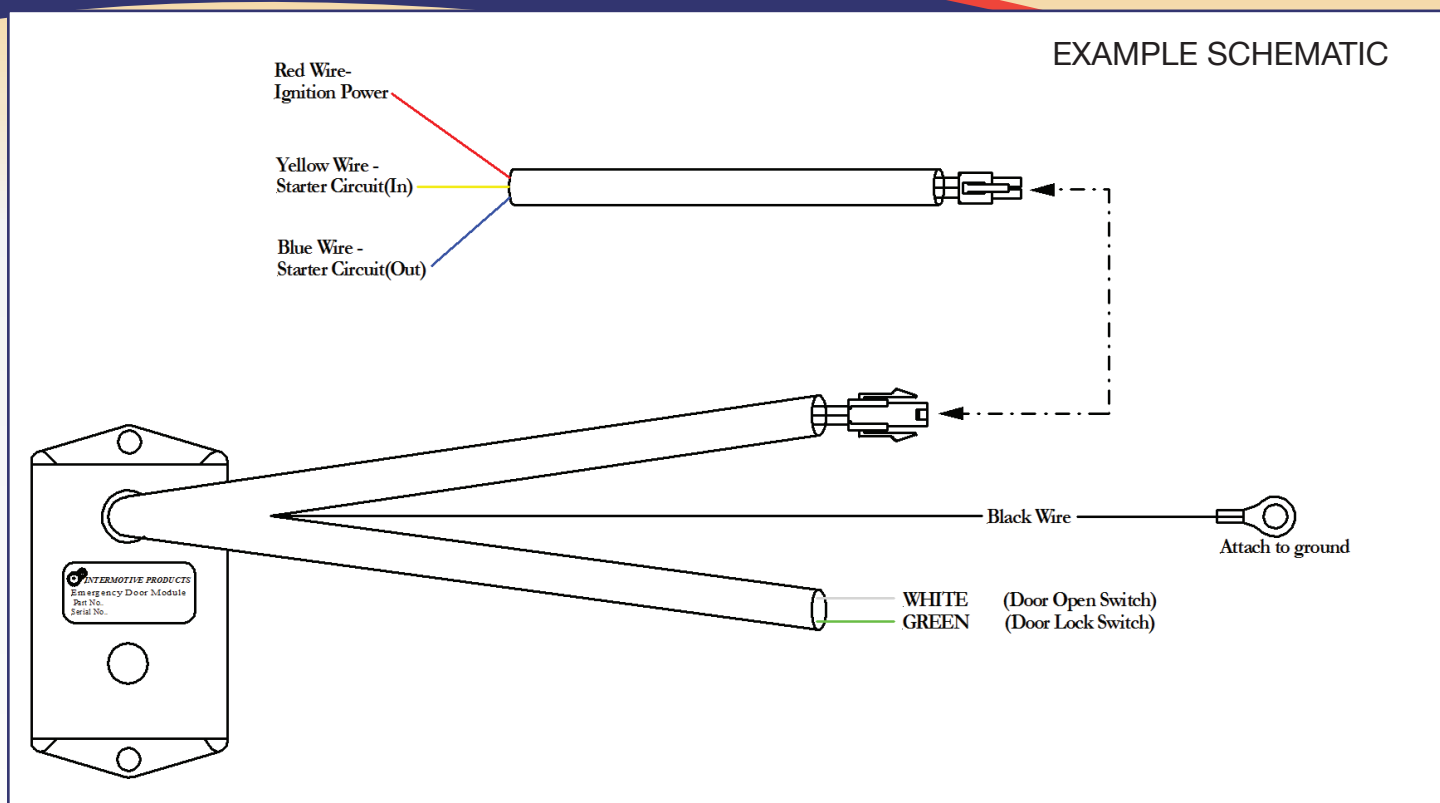 EXAMPLE SCHEMATIC
Red Wire-
Ignition Power
Yellow Wire -
Starter Circuit(In)
Blue Wire -
Starter Circuit(Out)
Black Wire
Attach to ground
INTERMOTIVE PRODUCTS
Emergency Door Module
Part No..
Serial No..
WHITE (Door Open Switch)
GREEN (Door Lock Switch)